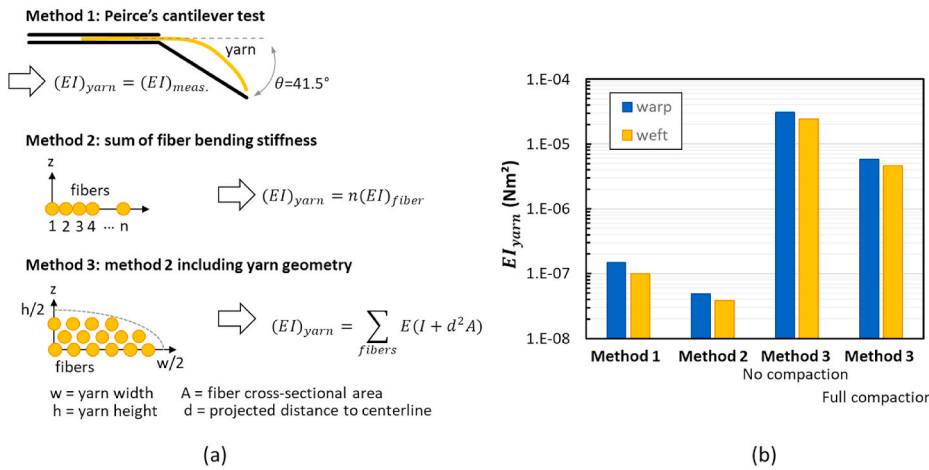 Method 1: Peirce's cantilever test
yarn
θ=41.5°
(EI)yarn = (EI)meas.
Method 2: sum of fiber bending stiffness
z
fibers
1 2 3 4 ... n
(EI)yarn = n(EI)fiber
Method 3: method 2 including yarn geometry
z
h/2
w/2
fibers
(EI)yarn = ∑fibers E(I + d²A)
w = yarn width A = fiber cross-sectional area
h = yarn height d = projected distance to centerline
(a)
1.E-04
1.E-05
1.E-06
1.E-07
1.E-08
EIyarn (Nm²)
warp
weft
Method 1 Method 2 Method 3 Method 3
No compaction
Full compaction
(b)